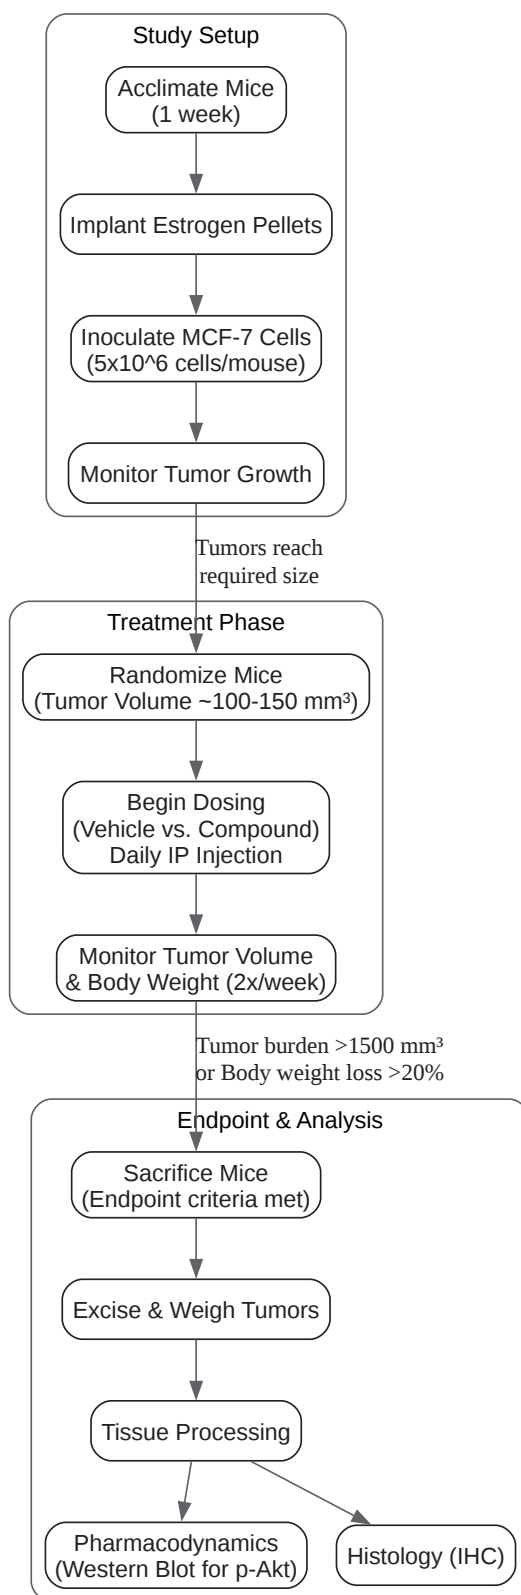 Study Setup
Acclimate Mice
(1 week)
Implant Estrogen Pellets
Inoculate MCF-7 Cells
(5x10^6 cells/mouse)
Monitor Tumor Growth
Tumors reach
required size
Treatment Phase
Randomize Mice
(Tumor Volume ~100-150 mm³)
Begin Dosing
(Vehicle vs. Compound)
Daily IP Injection
Monitor Tumor Volume
& Body Weight (2x/week)
Tumor burden >1500 mm³
or Body weight loss >20%
Endpoint & Analysis
Sacrifice Mice
(Endpoint criteria met)
Excise & Weigh Tumors
Tissue Processing
Pharmacodynamics
(Western Blot for p-Akt)
Histology (IHC)